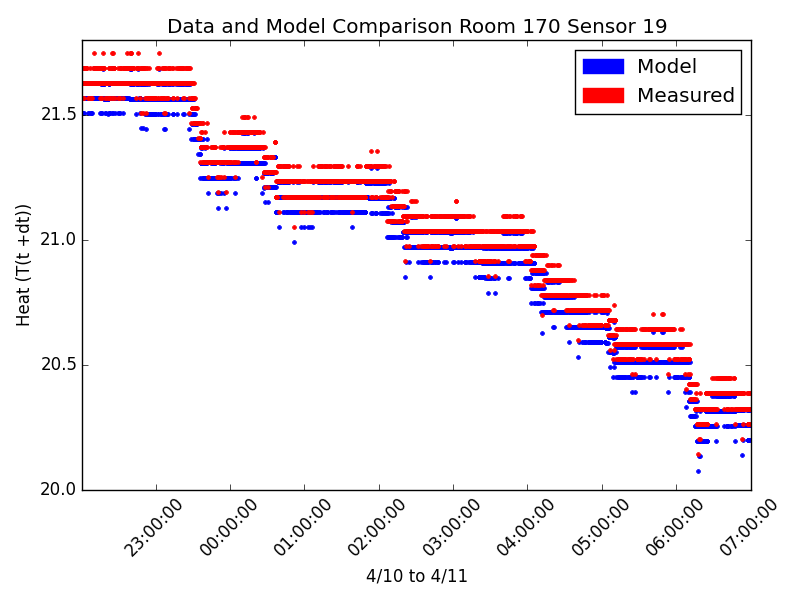 Data and Model Comparison Room 170 Sensor 19
Model
Measured
21.5
21.0
20.5
20.0
Heat (T(t +dt))
23:00:00
00:00:00
01:00:00
02:00:00
03:00:00
04:00:00
05:00:00
06:00:00
07:00:00
4/10 to 4/11